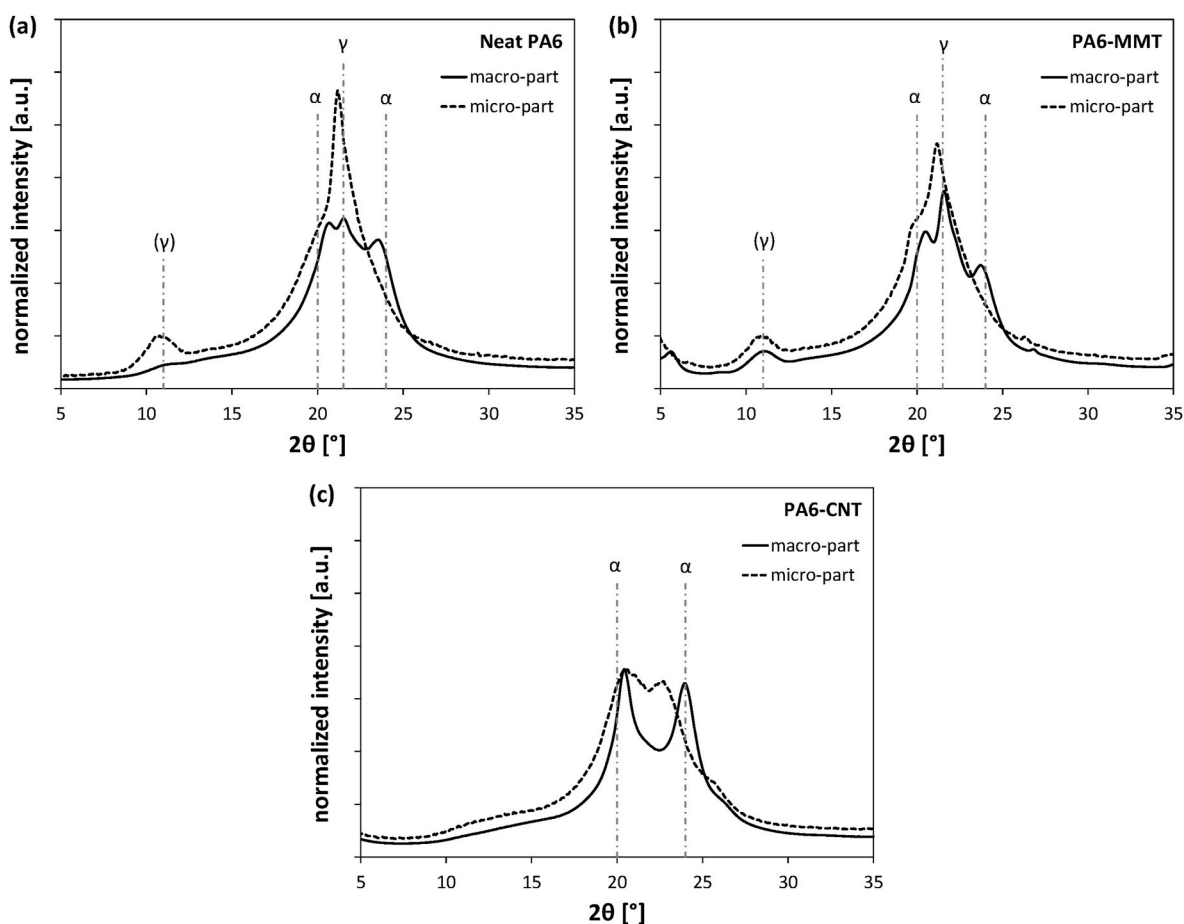 (a)
Neat PA6
γ
macro-part
micro-part
α
α
(γ)
normalized intensity [a.u.]
5
10
15
20
25
30
35
2θ [°]
(b)
PA6-MMT
γ
macro-part
micro-part
α
α
(γ)
normalized intensity [a.u.]
5
10
15
20
25
30
35
2θ [°]
(c)
PA6-CNT
macro-part
micro-part
α
α
normalized intensity [a.u.]
5
10
15
20
25
30
35
2θ [°]